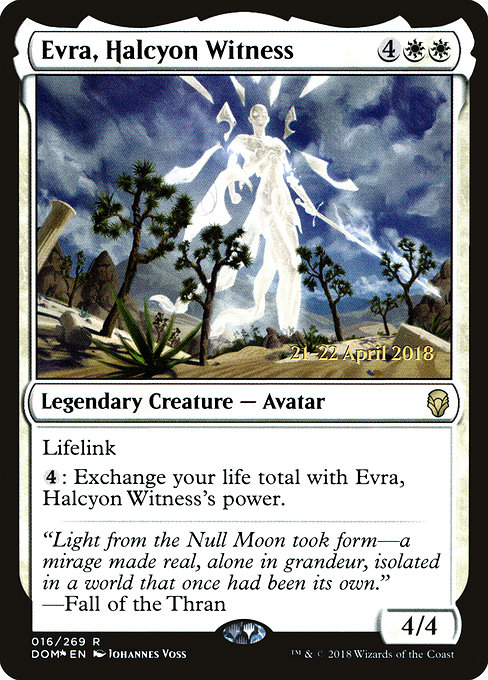 Evra, Halcyon Witness 4
21-22 April 2018
Legendary Creature — Avatar
Lifelink
4: Exchange your life total with Evra,
Halcyon Witness's power.
“Light from the Null Moon took form—a
mirage made real, alone in grandeur, isolated
in a world that once had been its own.”
—Fall of the Thran
4/4
016/269 R
DOM★EN Johannes Voss
™ & © 2018 Wizards of the Coast